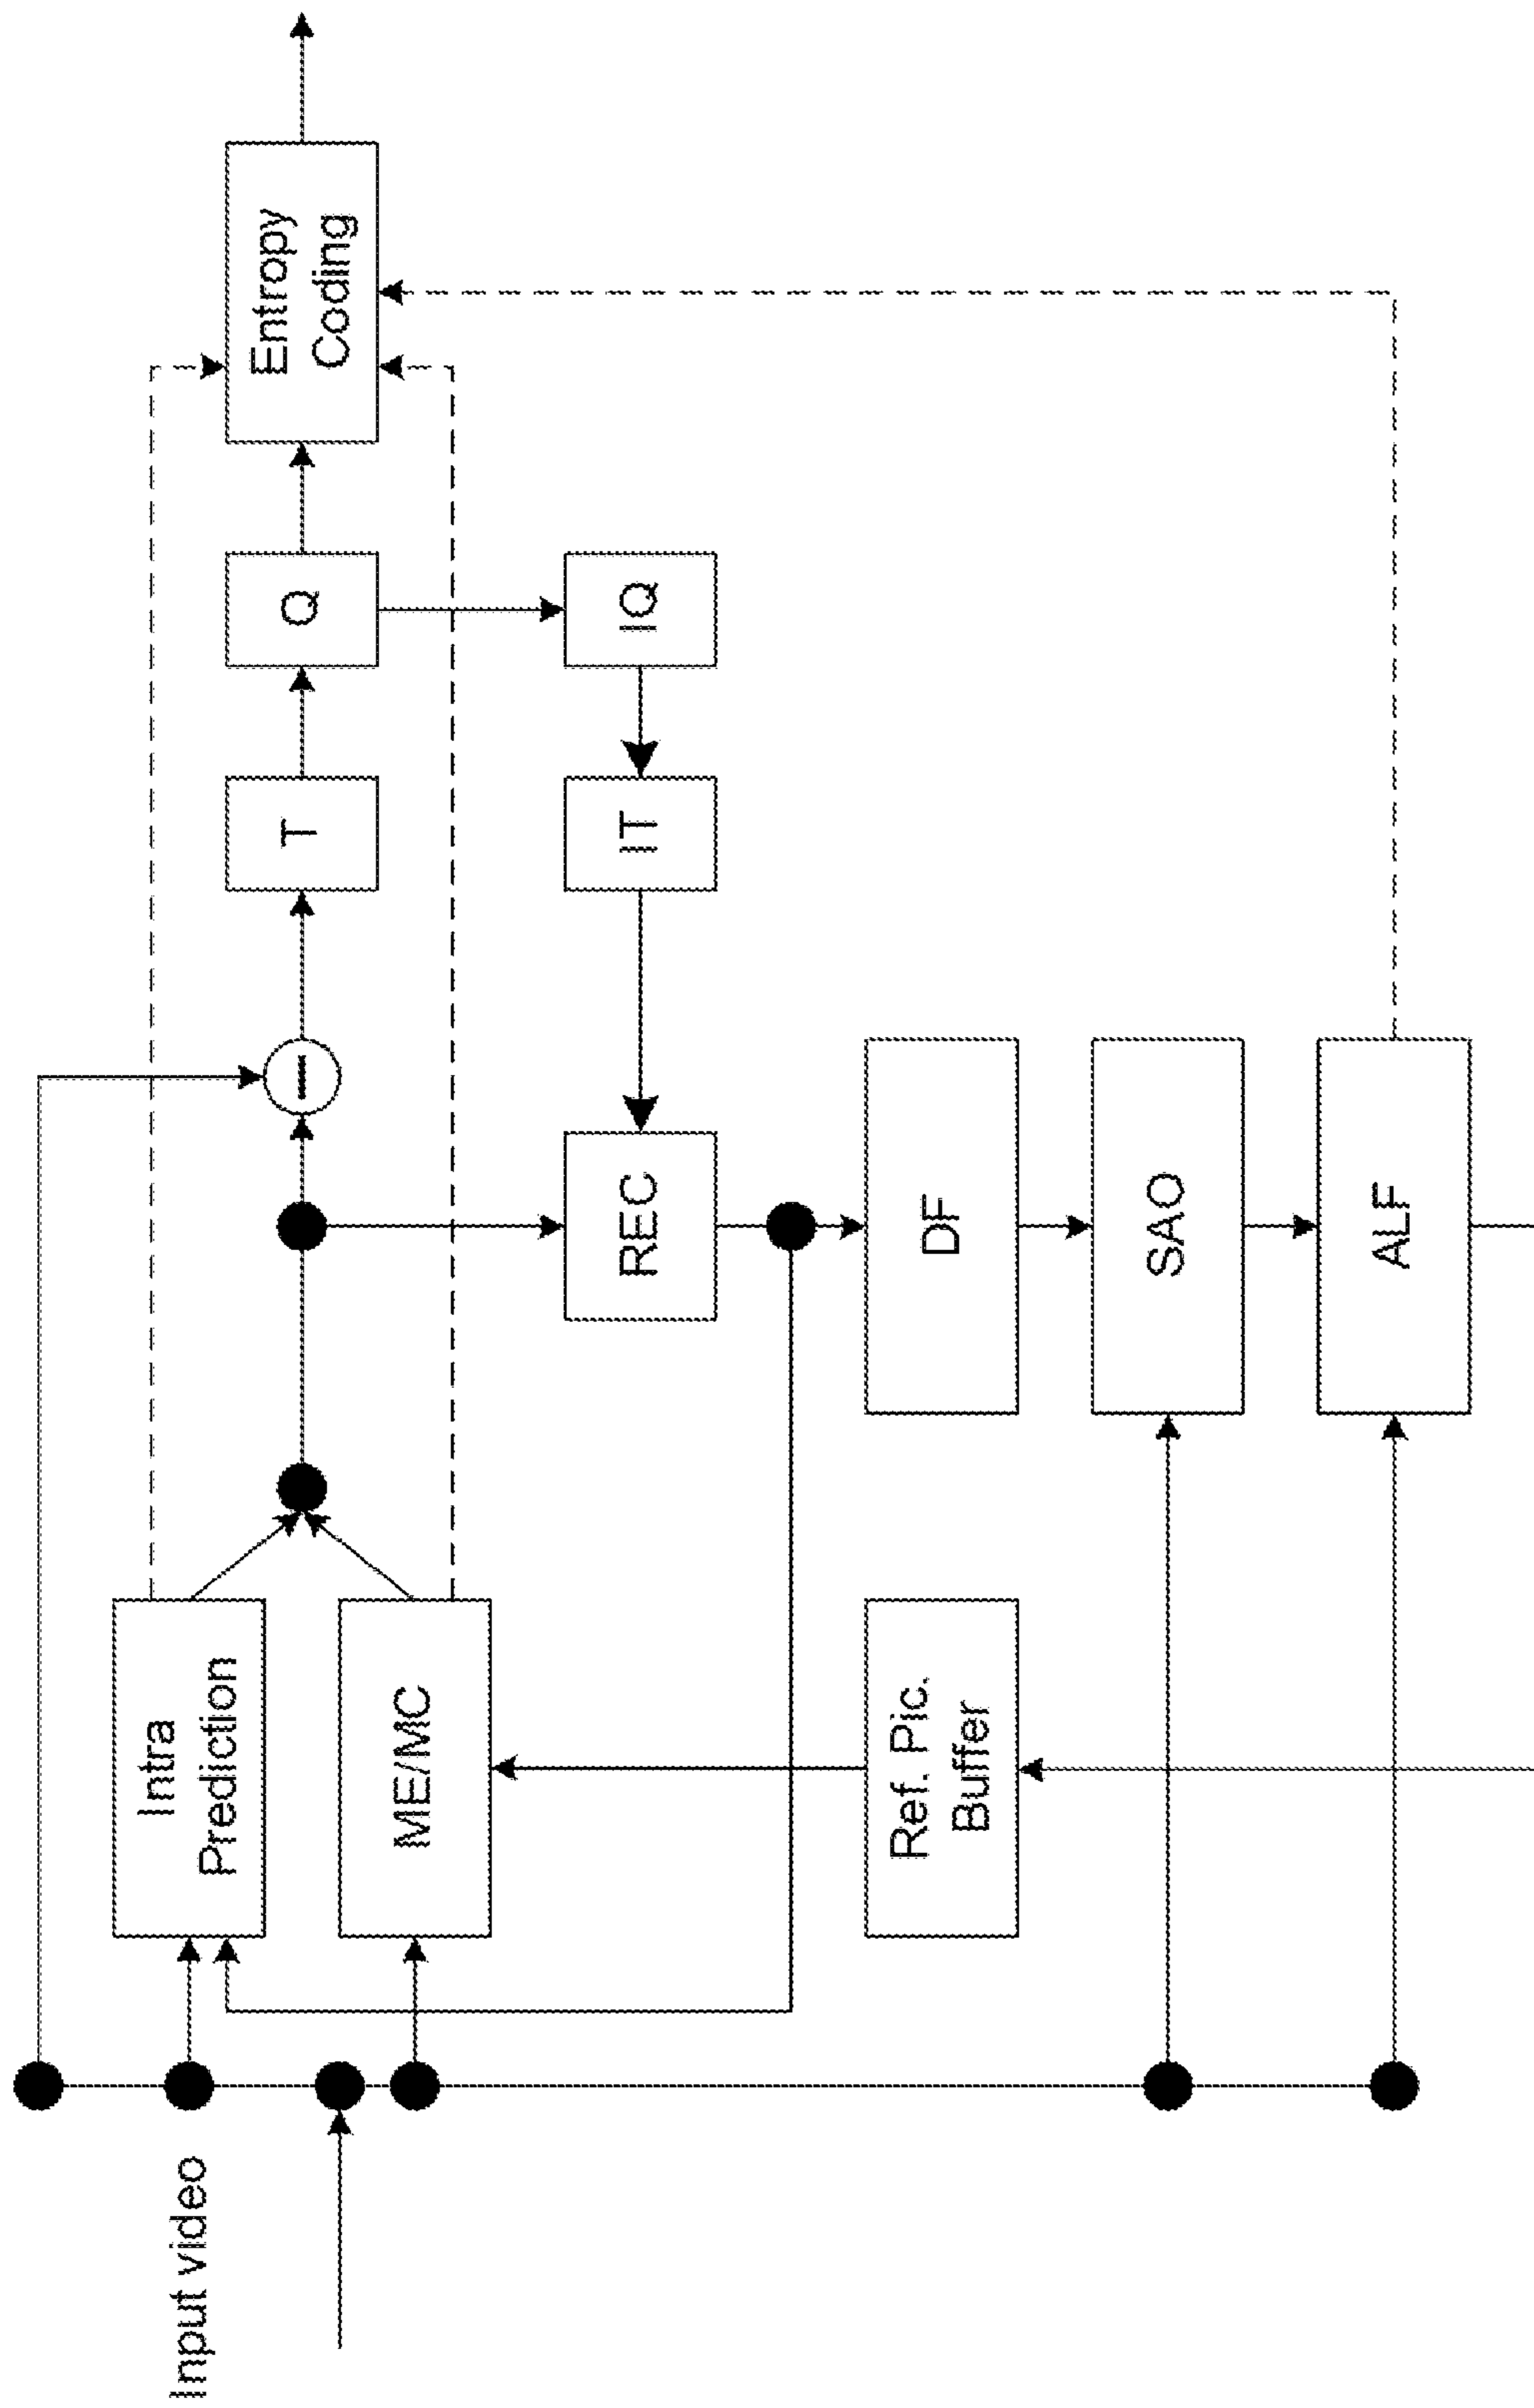 Input video
Intra
Prediction
ME/MC
T
Q
Entropy
Coding
IQ
IT
REC
DF
SAO
ALF
Ref. Pic.
Buffer